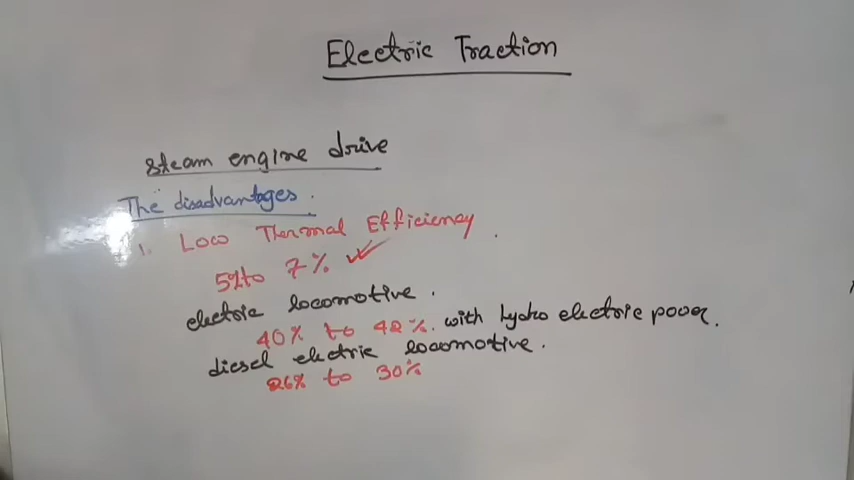 Electric Traction
Steam engine drive
The disadvantages.
1. Loco Thermal Efficiency.
5% to 7% ✓
electric locomotive.
40% to 42%. with hydro electric power.
diesel electric locomotive.
26% to 30%